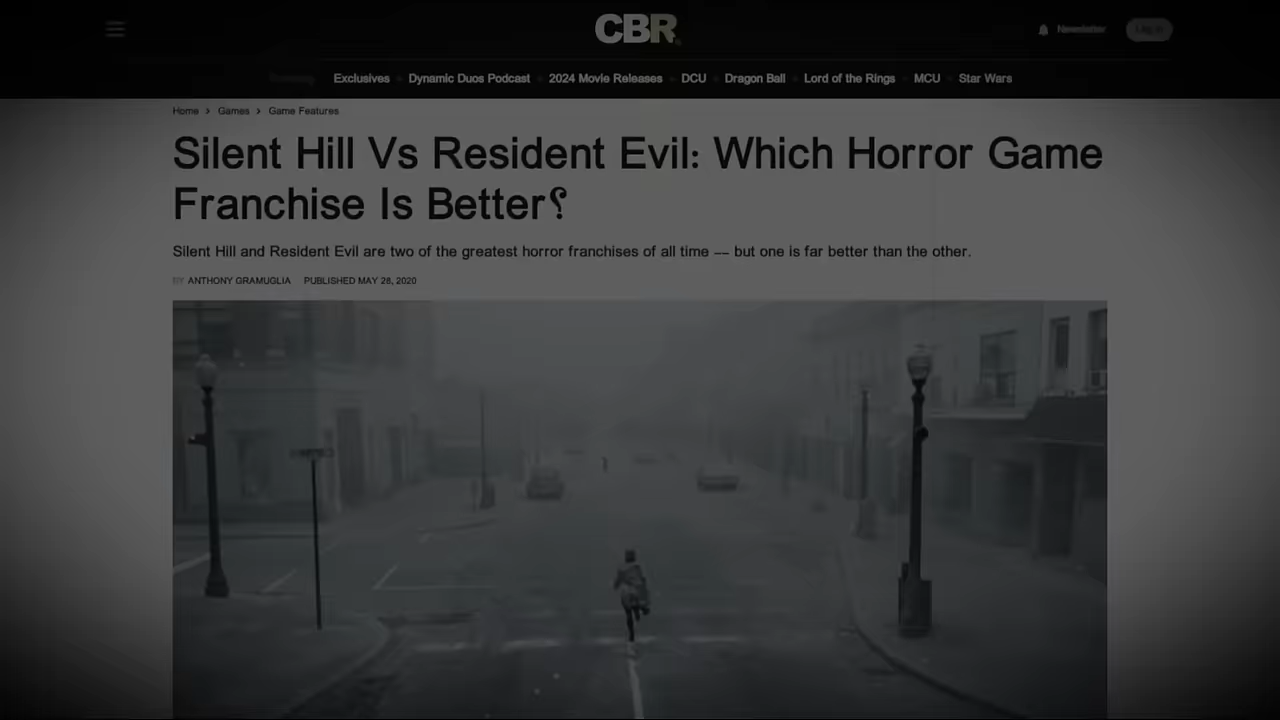 CBR
Newsletter
Exclusives Dynamic Duos Podcast 2024 Movie Releases DCU Dragon Ball Lord of the Rings MCU Star Wars
Home > Games > Game Features
Silent Hill Vs Resident Evil: Which Horror Game
Franchise Is Better⸮
Silent Hill and Resident Evil are two of the greatest horror franchises of all time -- but one is far better than the other.
BY ANTHONY GRAMUGLIA PUBLISHED MAY 28, 2020